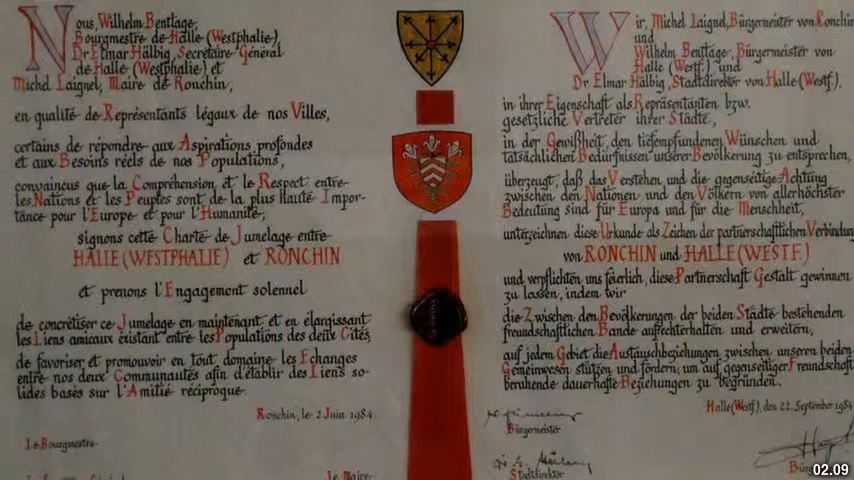 Nous, Wilhelm Bentlage,
Bourgmestre de Halle (Westphalie),
Dr Elmar Hälbig, Secrétaire Général
de Halle (Westphalie) et
Michel Laignel, Maire de Ronchin,
en qualité de Représentants légaux de nos Villes,
certains de répondre aux Aspirations profondes
et aux Besoins réels de nos Populations,
convaincus que la Compréhension et le Respect entre
les Nations et les Peuples sont de la plus haute Impor-
tance pour l'Europe et pour l'Humanité,
signons cette Charte de Jumelage entre
HALLE (WESTPHALIE) et RONCHIN
et prenons l'Engagement solennel
de concrétiser ce Jumelage en maintenant et en élargissant
les Liens amicaux existant entre les Populations des deux Cités,
de favoriser et promouvoir en tout domaine les Echanges
entre nos deux Communautés afin d'établir des Liens so-
lides basés sur l'Amitié réciproque.
Ronchin, le 2 Juin 1984.
Le Bourgmestre
Le Maire
Wir, Michel Laignel, Bürgermeister von Ronchin
und
Wilhelm Bentlage, Bürgermeister von
Halle (Westf.) und
Dr Elmar Hälbig, Stadtdirektor von Halle (Westf.),
in ihrer Eigenschaft als Repräsentanten bzw.
gesetzliche Vertreter ihrer Städte,
in der Gewißheit, den tiefempfundenen Wünschen und
tatsächlichen Bedürfnissen unserer Bevölkerung zu entsprechen,
überzeugt, daß das Verstehen und die gegenseitige Achtung
zwischen den Nationen und den Völkern von allerhöchster
Bedeutung sind für Europa und für die Menschheit,
unterzeichnen diese Urkunde als Zeichen der partnerschaftlichen Verbindung
von RONCHIN und HALLE (WESTF.)
und verpflichten uns feierlich, diese Partnerschaft Gestalt gewinnen
zu lassen, indem wir
die Zwischen den Bevölkerungen der beiden Städte bestehenden
freundschaftlichen Bande aufrechterhalten und erweitern,
auf jedem Gebiet die Austauschbeziehungen zwischen unseren beiden
Gemeinwesen stützen und fördern, um auf gegenseitiger Freundschaft
beruhende dauerhafte Beziehungen zu begründen.
Halle (Westf.), den 22. September 1984
Bürgermeister
Stadtdirektor
02.09